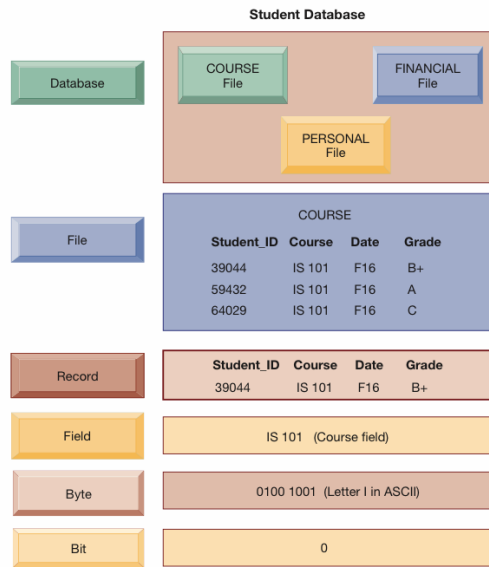 Student Database
Database
COURSE
File
FINANCIAL
File
PERSONAL
File
File
COURSE
Student_ID Course Date Grade
39044 IS 101 F16 B+
59432 IS 101 F16 A
64029 IS 101 F16 C
Record
Student_ID Course Date Grade
39044 IS 101 F16 B+
Field
IS 101 (Course field)
Byte
0100 1001 (Letter I in ASCII)
Bit
0